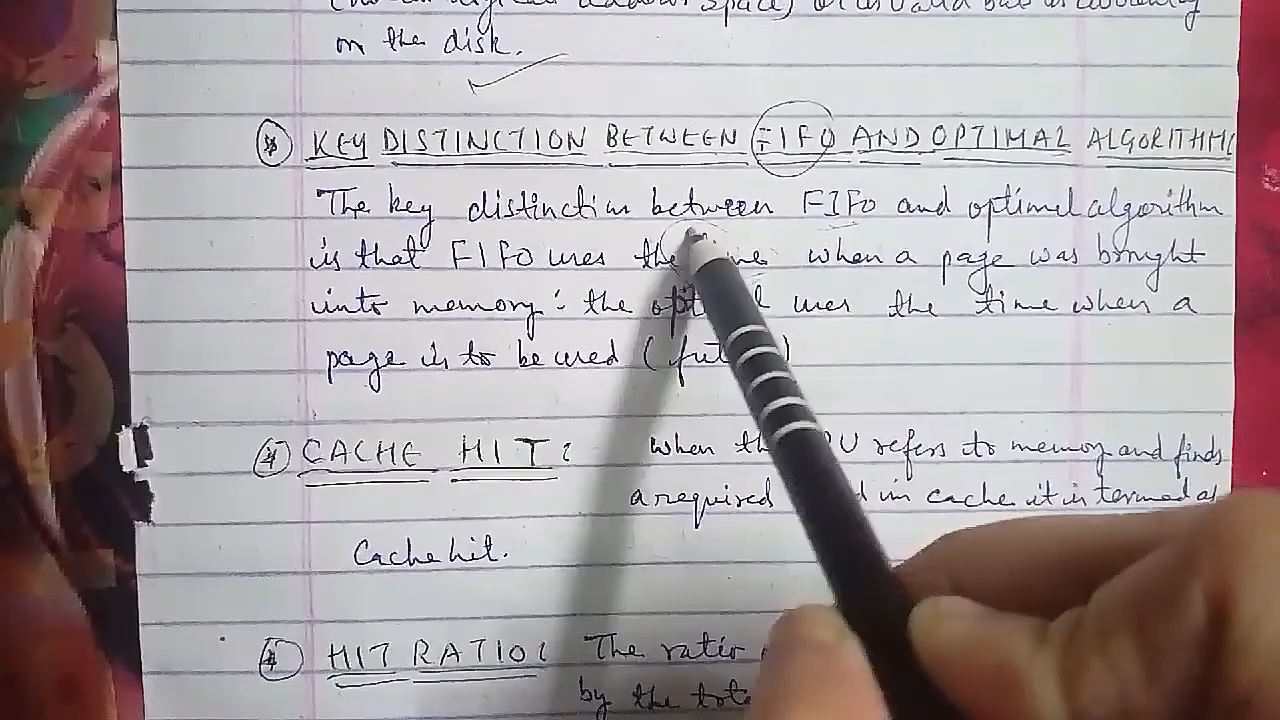 space)
on the disk.
KEY DISTINCTION BETWEEN FIFO AND OPTIMAL ALGORITHM
The key distinction between FIFO and optimal algorithm
is that FIFO uses the when a page was brought
into memory: the uses the time when a
page is to be used (
CACHE HIT: when refers to memory and finds
a required in cache it is termed as
Cache hit.
HIT RATIO: The ratio
by the